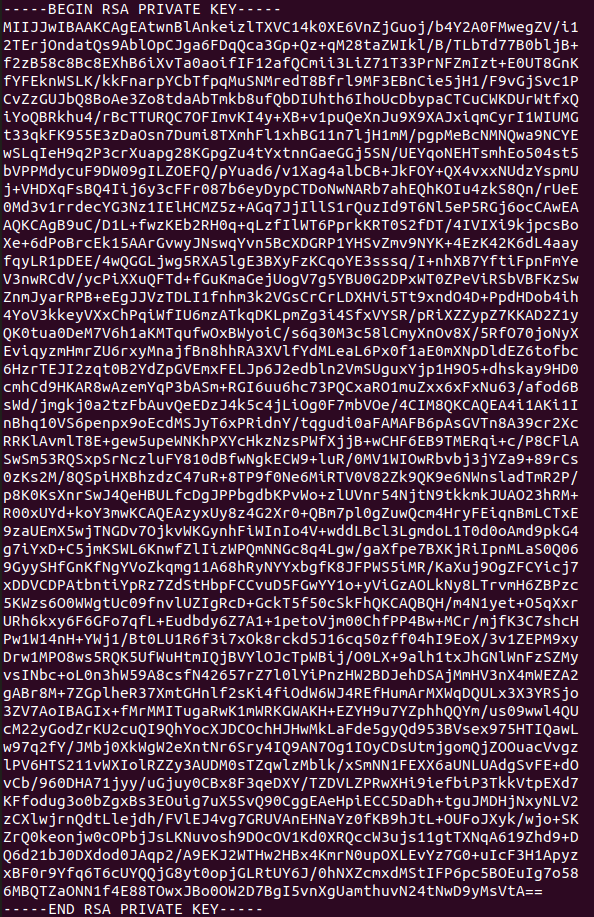 -----BEGIN RSA PRIVATE KEY-----
MIIJJwIBAAKCAgEAtwnBlAnkeizlTXVC14k0XE6VnZjGuoj/b4Y2A0FMwegZV/i1
2TErjOndatQs9AblOpCJga6FDqQca3Gp+Qz+qM28taZWIkl/B/TLbTd77B0bljB+
f2zB58c8Bc8EXhB6iXvTa0aoifIF12afQCmii3LiZ71T33PrNFZmIzt+E0UT8GnK
fYFEknWSLK/kkFnarpYCbTfpqMuSNMredT8Bfrl9MF3EBnCie5jH1/F9vGjSvc1P
CvZzGUJbQ8BoAe3Zo8tdaAbTmkb8ufQbDIUhth6IhoUcDbypaCTCuCWKDUrWtfxQ
iYoQBRkhu4/rBcTTURQC7OFImvKI4y+XB+v1puQeXnJu9X9XAJxiqmCyrI1WIUMG
t33qkFK955E3zDaOsn7Dumi8TXmhFl1xhBG11n7ljH1mM/pgpMeBcNMNQwa9NCYE
wSLqIeH9q2P3crXuapg28KGpgZu4tYxtnnGaeGGj5SN/UEYqoNEHTsmhEo504st5
bVPPMdycuF9DW09gILZOEFQ/pYuad6/v1Xag4albCB+JkFOY+QX4vxxNUdzYspmU
j+VHDXqFsBQ4Iij6y3cFFr087b6eyDypCTDoNwNARb7ahEQhKOIu4zkS8Qn/rUeE
0Md3v1rrdecYG3Nz1IElHCMZ5z+AGq7JjIllS1rQuzId9T6Nl5eP5RGj6ocCAwEA
AQKCAgB9uC/D1L+fwzKEb2RH0q+qLzfIlWT6PprkKRT0S2fDT/4IVIXi9kjpcsBo
Xe+6dPoBrcEk15AArGvwyJNswqYvn5BcXDGRP1YHSvZmv9NYK+4EzK42K6dL4aay
fqyLR1pDEE/4wQGGLjwg5RXA5lgE3BXyFzKCqoYE3sssq/I+nhXB7YftiFpnFmYe
V3nwRCdV/ycPiXXuQFTd+fGuKmaGejUogV7g5YBU0G2DPxWT0ZPeViRSbVBFKzSw
ZnmJyarRPB+eEgJJVzTDLI1fnhm3k2VGsCrCrLDXHVi5Tt9xndO4D+PpdHDob4ih
4YoV3kkeyVXxChPqiWfIU6mzATkqDKLpmZg3i4SfxVYSR/pRiXZZypZ7KKAD2Z1y
QK0tua0DeM7V6h1aKMTqufwOxBWyoiC/s6q30M3c58lCmyXnOv8X/5RfO70joNyX
EviqyzmHmrZU6rxyMnajfBn8hhRA3XVlfYdMLeaL6Px0f1aE0mXNpDldEZ6tofbc
6HzrTEJI2zqt0B2YdZpGVEmxFELJp6J2edbln2VmSUguxYjp1H9O5+dhskay9HD0
cmhCd9HKAR8wAzemYqP3bASm+RGI6uu6hc73PQCxaRO1muZxx6xFxNu63/afod6B
sWd/jmgkj0a2tzFbAuvQeEDzJ4k5c4jLiOg0F7mbVOe/4CIM8QKCAQEA4i1AKi1I
nBhq10VS6penpx9oEcdMSJyT6xPRidnY/tqgudi0aFAMAFB6pAsGVTn8A39cr2Xc
RRKlAvmlT8E+gew5upeWNKhPXYcHkzNzsPWfXjjB+wCHF6EB9TMERqi+c/P8CFlA
SwSm53RQSxpSrNczluFY810dBfwNgkECW9+luR/0MV1WIOwRbvbj3jYZa9+89rCs
0zKs2M/8QSpiHXBhzdzC47uR+8TP9f0Ne6MiRTV0V82Zk9QK9e6NWnsladTmR2P/
p8K0KsXnrSwJ4QeHBULfcDgJPPbgdbKPvWo+zlUVnr54NjtN9tkkmkJUAO23hRM+
R00xUYd+koY3mwKCAQEAzyxUy8z4G2Xr0+QBm7pl0gZuwQcm4HryFEiqnBmLCTxE
9zaUEmX5wjTNGDv7OjkvWKGynhFiWInIo4V+wddLBcl3LgmdoL1T0d0oAmd9pkG4
g7iYxD+C5jmKSWL6KnwfZlIizWPQmNNGc8q4Lgw/gaXfpe7BXKjRiIpnMLaS0Q06
9GyySHfGnKfNgYVoZkqmg11A68hRyNYYxbgfK8JFPWS5iMR/KaXuj9OgZFCYicj7
xDDVCDPAtbntiYpRz7ZdStHbpFCCvuD5FGwYY1o+yViGzAOLkNy8LTrvmH6ZBPzc
5KWzs6O0WWgtUc09fnvlUZIgRcD+GckT5f50cSkFhQKCAQBQH/m4N1yet+O5qXxr
URh6kxy6F6GFo7qfL+Eudbdy6Z7A1+1petoVjm00ChfPP4Bw+MCr/mjfK3C7shcH
Pw1W14nH+YWj1/Bt0LU1R6f3i7xOk8rckd5J16cq50zff04hI9EoX/3v1ZEPM9xy
Drw1MPO8ws5RQK5UfWuHtmIQjBVYlOJcTpWBij/O0LX+9alh1txJhGNlWnFzSZMy
vsINbc+oL0n3hW59A8csfN42657rZ7l0lYiPnzHW2BDJehDSAjMmHV3nX4mWEZA2
gABr8M+7ZGplheR37XmtGHnlf2sKi4fiOdW6WJ4REfHumArMXWqDQULx3X3YRSjo
3ZV7AoIBAGIx+fMrMMITugaRwK1mWRKGWAKH+EZYH9u7YZphhQQYm/us09wwl4QU
cM22yGodZrKU2cuQI9QhYocXJDCOchHJHwMkLaFde5gyQd953BVsex975HTIQawL
w97q2fY/JMbj0XkWgW2eXntNr6Sry4IQ9AN7Og1IOyCDsUtmjgomQjZOOuacVvgz
lPV6HTS211vWXIolRZZy3AUDM0sTZqwlzMblk/xSmNN1FEXX6aUNLUAdgSvFE+dO
vCb/960DHA71jyy/uGjuy0CBx8F3qeDXY/TZDVLZPRwXHi9iefbiP3TkkVtpEXd7
KFfodug3o0bZgxBs3EOuig7uX5SvQ90CggEAeHpiECC5DaDh+tguJMDHjNxyNLV2
zCXlwjrnQdtLlejdh/FVlEJ4vg7GRUVAnEHNaYz0fKB9hJtL+OUFoJXyk/wjo+SK
ZrQ0keonjw0cOPbjJsLKNuvosh9DOcOV1Kd0XRQccW3ujs11gtTXNqA619Zhd9+D
Q6d21bJ0DXdod0JAqp2/A9EKJ2WTHw2HBx4KmrN0upOXLEvYz7G0+uIcF3H1Apyz
xBF0r9Yfq6T6cUYQQjG8yt0opjGLRtUY6J/0hNXZcmxdMStIFP6pc5BOEuIg7o58
6MBQTZaONN1f4E88TOwxJBo0OW2D7BgI5vnXgUamthuvN24tNwD9yMsVtA==
-----END RSA PRIVATE KEY-----